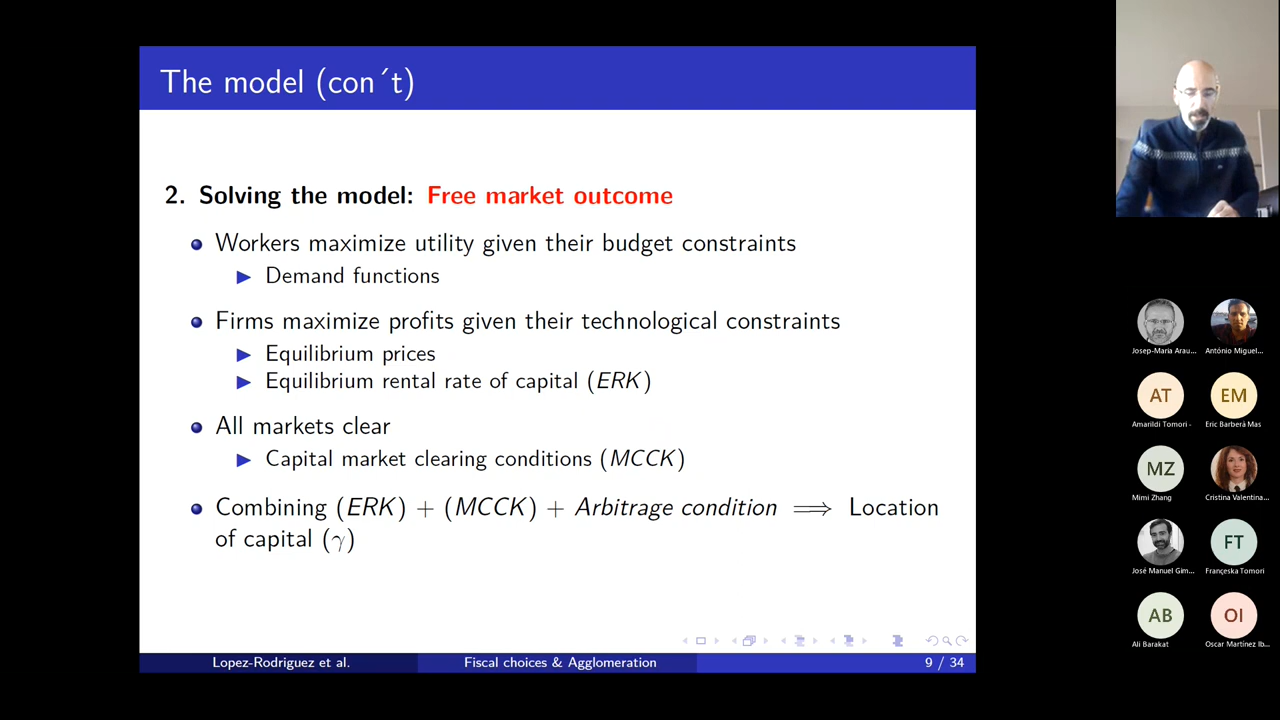 The model (con´t)
2. Solving the model: Free market outcome
Workers maximize utility given their budget constraints
Demand functions
Firms maximize profits given their technological constraints
Equilibrium prices
Equilibrium rental rate of capital (ERK)
All markets clear
Capital market clearing conditions (MCCK)
Combining (ERK) + (MCCK) + Arbitrage condition ⟹ Location
of capital (γ)
Lopez-Rodriguez et al. Fiscal choices & Agglomeration 9 / 34
Josep-Maria Arau... António Miguel...
AT EM
Amarildi Tomori - Eric Barberá Mas
MZ
Mimi Zhang Cristina Valentina...
FT
José Manuel Gim... Françeska Tomori
AB OI
Ali Barakat Oscar Martínez Ib...